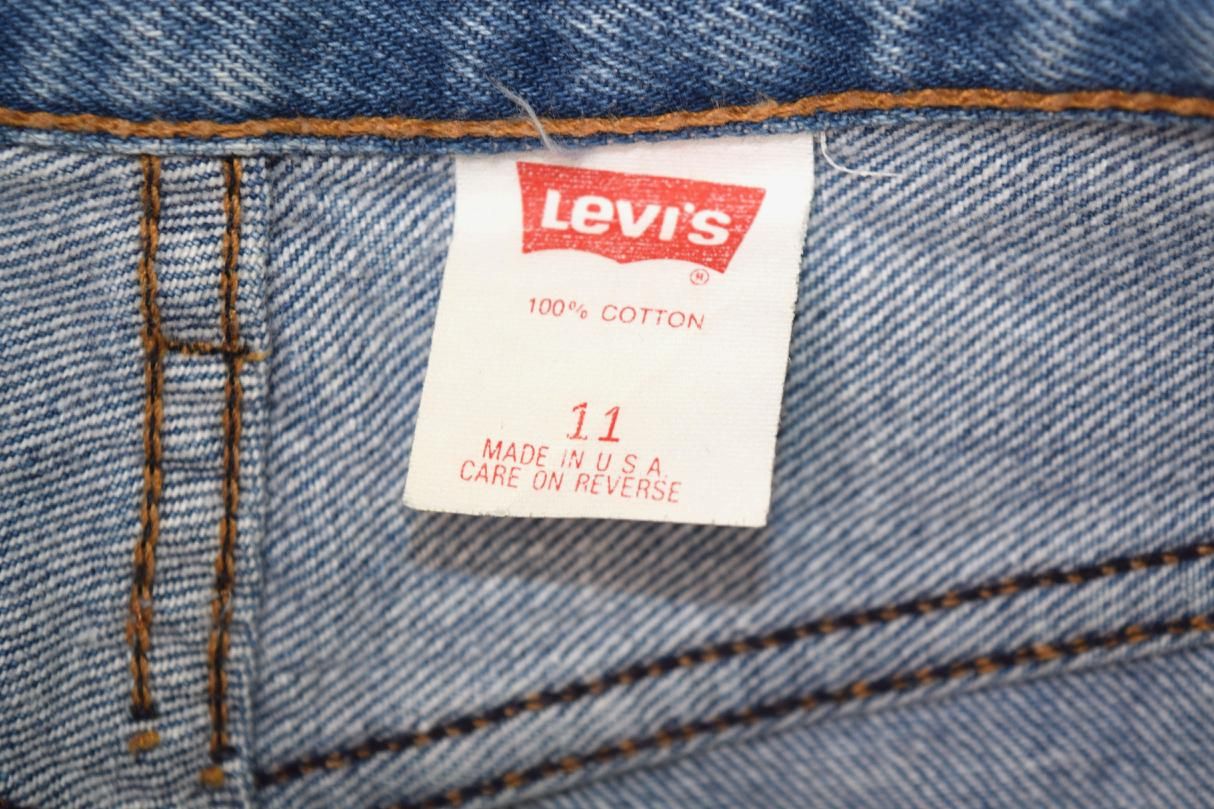 Levi's
®
100% COTTON
11
MADE IN U S A.
CARE ON REVERSE